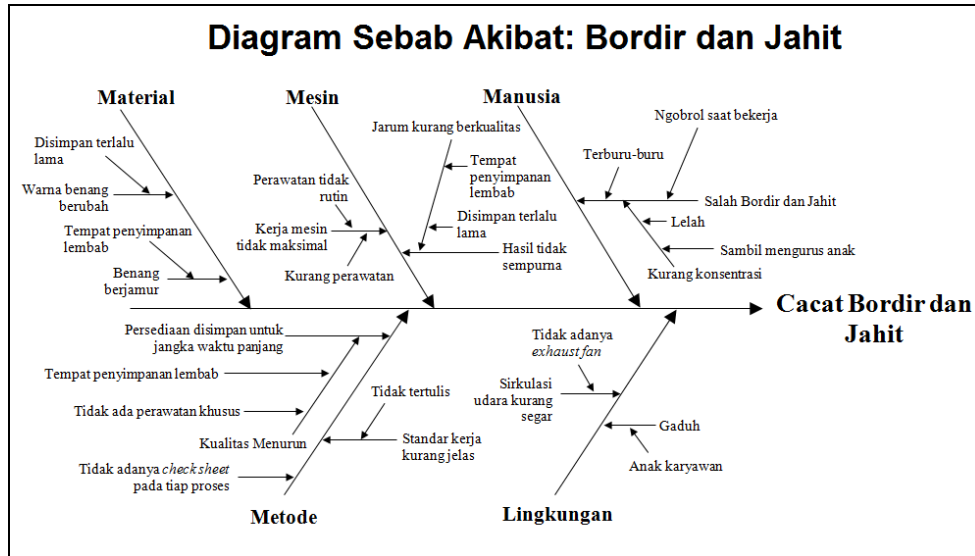 Diagram Sebab Akibat: Bordir dan Jahit
Material
Mesin
Manusia
Disimpan terlalu
lama
Warna benang
berubah
Tempat penyimpanan
lembab
Benang
berjamur
Perawatan tidak
rutin
Kerja mesin
tidak maksimal
Kurang perawatan
Jarum kurang berkualitas
Tempat
penyimpanan
lembab
Disimpan terlalu
lama
Hasil tidak
sempurna
Ngobrol saat bekerja
Terburu-buru
Salah Bordir dan Jahit
Lelah
Sambil mengurus anak
Kurang konsentrasi
Cacat Bordir dan
Jahit
Persediaan disimpan untuk
jangka waktu panjang
Tempat penyimpanan lembab
Tidak ada perawatan khusus
Kualitas Menurun
Tidak adanya check sheet
pada tiap proses
Tidak tertulis
Standar kerja
kurang jelas
Tidak adanya
exhaust fan
Sirkulasi
udara kurang
segar
Gaduh
Anak karyawan
Metode
Lingkungan